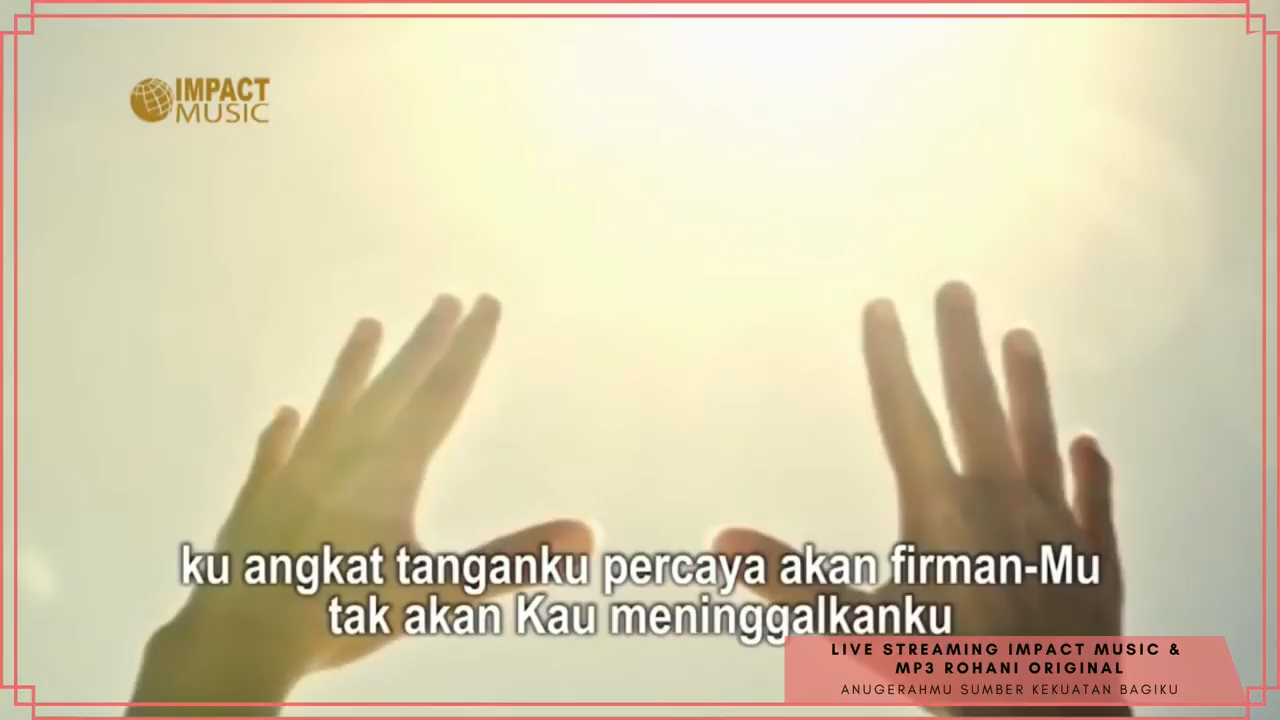 IMPACT
MUSIC
ku angkat tanganku percaya akan firman-Mu
tak akan Kau meninggalkanku
LIVE STREAMING IMPACT MUSIC &
MP3 ROHANI ORIGINAL
ANUGERAHMU SUMBER KEKUATAN BAGIKU